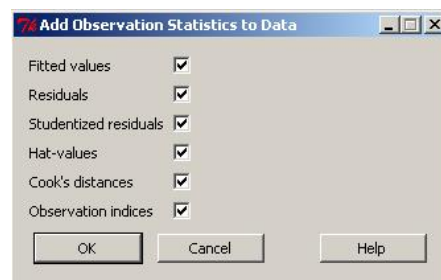 Add Observation Statistics to Data
Fitted values
Residuals
Studentized residuals
Hat-values
Cook's distances
Observation indices
OK Cancel Help